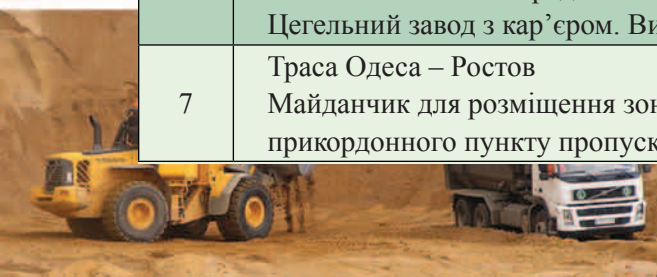 Цегельний завод з кар’єром. Ви
7
Траса Одеса – Ростов
Майданчик для розміщення зон
прикордонного пункту пропуск